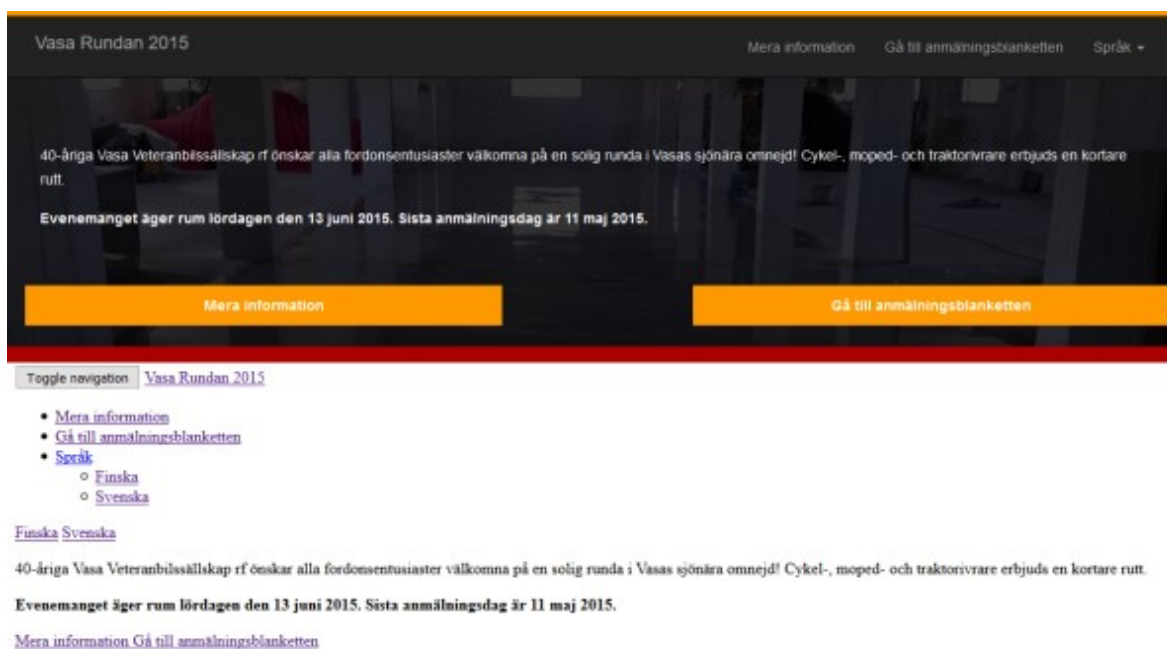 Vasa Rundan 2015
Mera information Gå till anmälningsblanketten Språk
40-åriga Vasa Veteranbilssällskap rf önskar alla fordonsentusiaster välkomna på en solig runda i Vasas sjönära omnejd! Cykel-, moped- och traktorivrare erbjuds en kortare
rutt.
Evenemanget äger rum lördagen den 13 juni 2015. Sista anmälningsdag är 11 maj 2015.
Mera information
Gå till anmälningsblanketten
Toggle navigation Vasa Rundan 2015
Mera information
Gå till anmälningsblanketten
Språk
Finska
Svenska
Finska Svenska
40-åriga Vasa Veteranbilssällskap rf önskar alla fordonsentusiaster välkomna på en solig runda i Vasas sjönära omnejd! Cykel-, moped- och traktorivrare erbjuds en kortare rutt.
Evenemanget äger rum lördagen den 13 juni 2015. Sista anmälningsdag är 11 maj 2015.
Mera information Gå till anmälningsblanketten